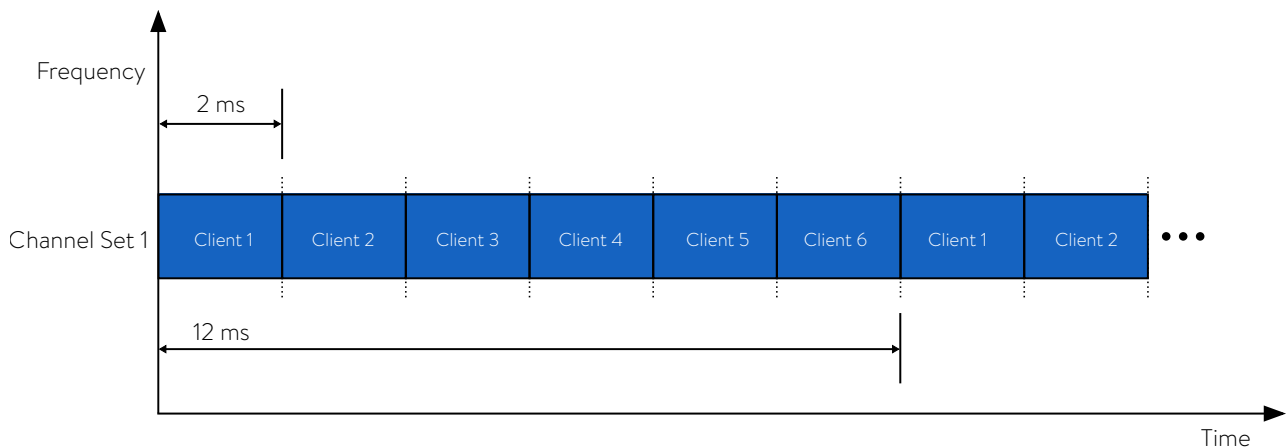 Frequency
2 ms
Channel Set 1
Client 1
Client 2
Client 3
Client 4
Client 5
Client 6
Client 1
Client 2
12 ms
Time